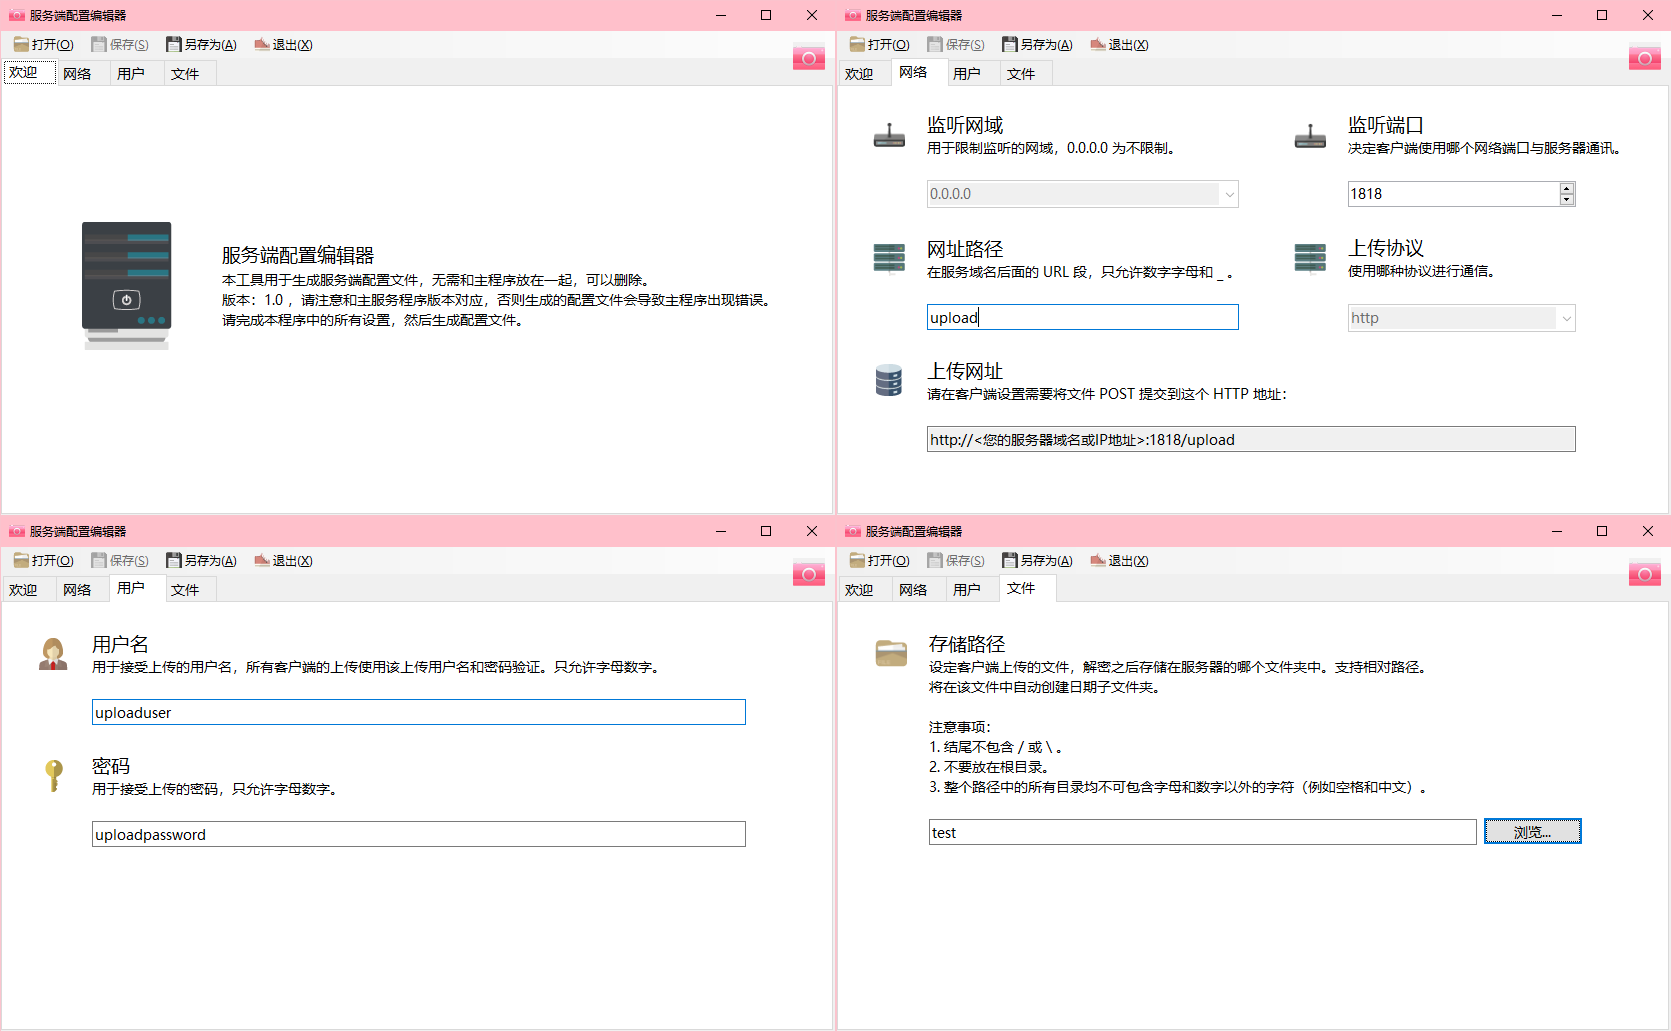 服务端配置编辑器
打开(O) 保存(S) 另存为(A) 退出(X)
欢迎 网络 用户 文件
服务端配置编辑器
本工具用于生成服务端配置文件，无需和主程序放在一起，可以删除。
版本：1.0 ，请注意和主服务程序版本对应，否则生成的配置文件会导致主程序出现错误。
请完成本程序中的所有设置，然后生成配置文件。
服务端配置编辑器
打开(O) 保存(S) 另存为(A) 退出(X)
欢迎 网络 用户 文件
监听网域
用于限制监听的网域，0.0.0.0 为不限制。
0.0.0.0
监听端口
决定客户端使用哪个网络端口与服务器通讯。
1818
网址路径
在服务域名后面的 URL 段，只允许数字字母和 _ 。
upload
上传协议
使用哪种协议进行通信。
http
上传网址
请在客户端设置需要将文件 POST 提交到这个 HTTP 地址：
http://<您的服务器域名或IP地址>:1818/upload
服务端配置编辑器
打开(O) 保存(S) 另存为(A) 退出(X)
欢迎 网络 用户 文件
用户名
用于接受上传的用户名，所有客户端的上传使用该上传用户名和密码验证。只允许字母数字。
uploaduser
密码
用于接受上传的密码，只允许字母数字。
uploadpassword
服务端配置编辑器
打开(O) 保存(S) 另存为(A) 退出(X)
欢迎 网络 用户 文件
存储路径
设定客户端上传的文件，解密之后存储在服务器的哪个文件夹中。支持相对路径。
将在该文件中自动创建日期子文件夹。
注意事项：
1. 结尾不包含 / 或 \ 。
2. 不要放在根目录。
3. 整个路径中的所有目录均不可包含字母和数字以外的字符（例如空格和中文）。
test
浏览...